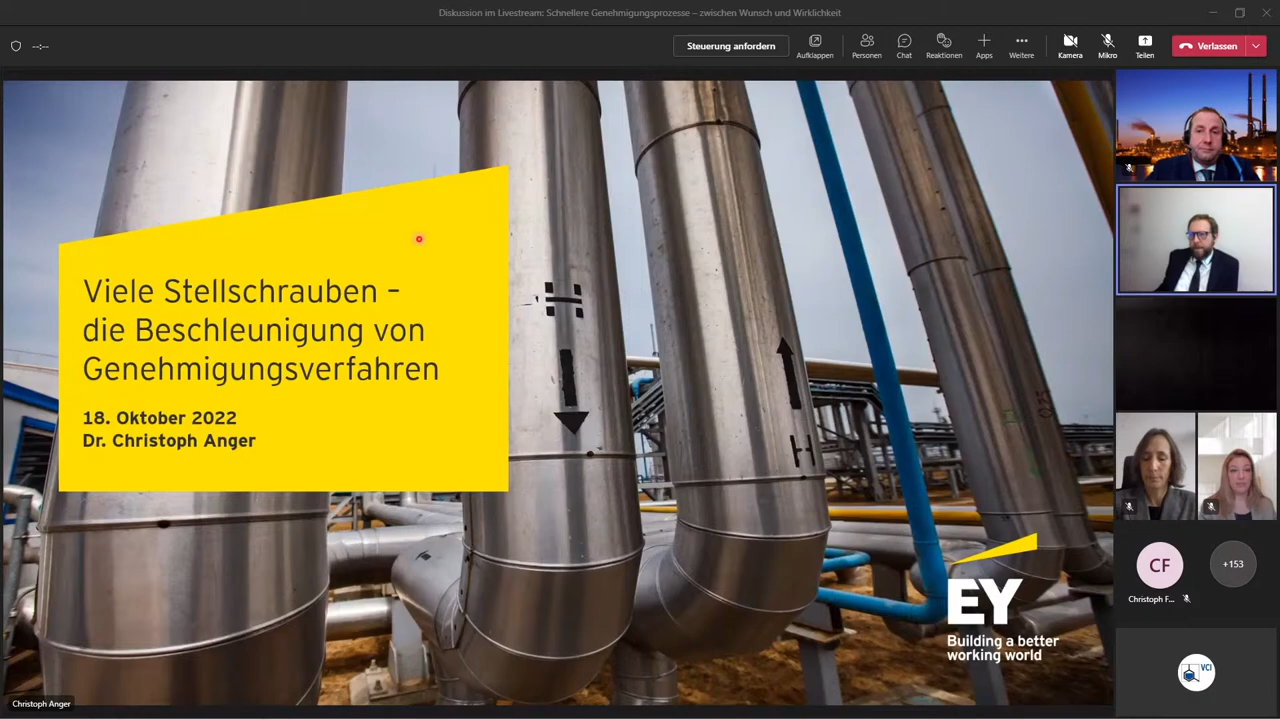 Diskussion im Livestream: Schnellere Genehmigungsprozesse – zwischen Wunsch und Wirklichkeit
--:--
Steuerung anfordern
Aufklappen
Personen
Chat
Reaktionen
Apps
Weitere
Kamera
Mikro
Teilen
Verlassen
Viele Stellschrauben –
die Beschleunigung von
Genehmigungsverfahren
18. Oktober 2022
Dr. Christoph Anger
EY
Building a better
working world
CF
+153
Christoph F...
VCI
Christoph Anger